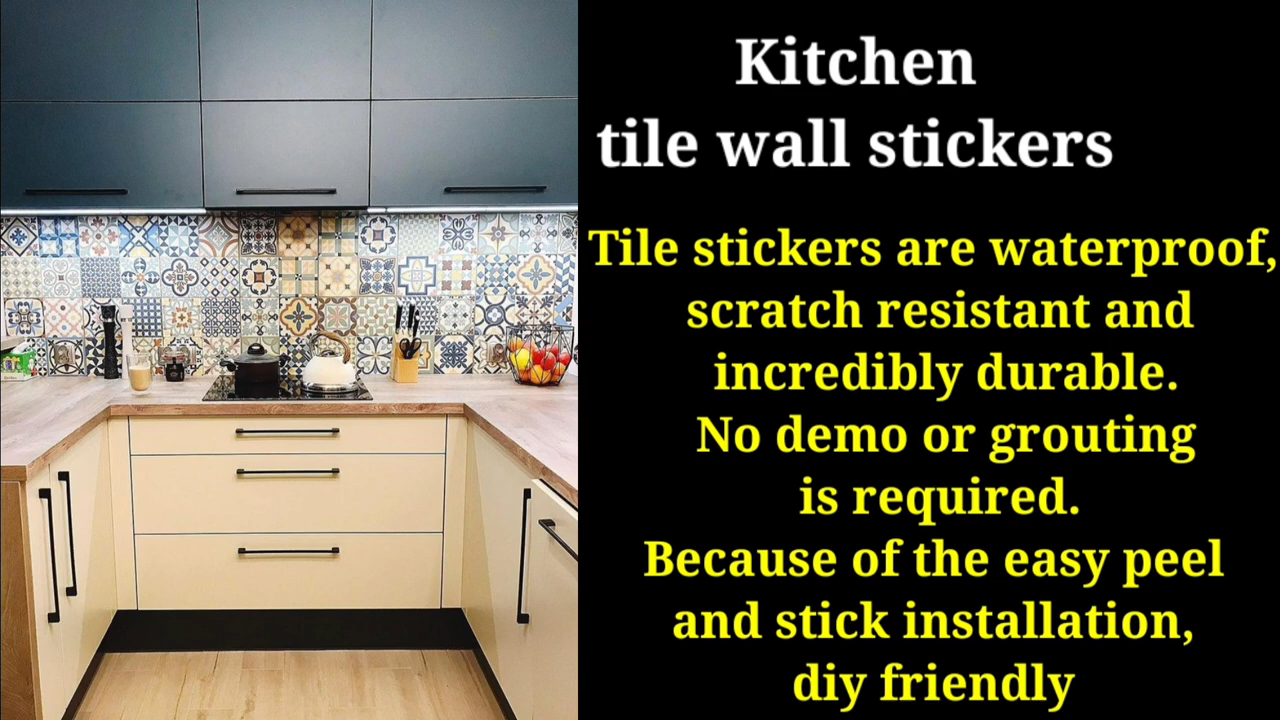 Kitchen
tile wall stickers
Tile stickers are waterproof,
scratch resistant and
incredibly durable.
No demo or grouting
is required.
Because of the easy peel
and stick installation,
diy friendly